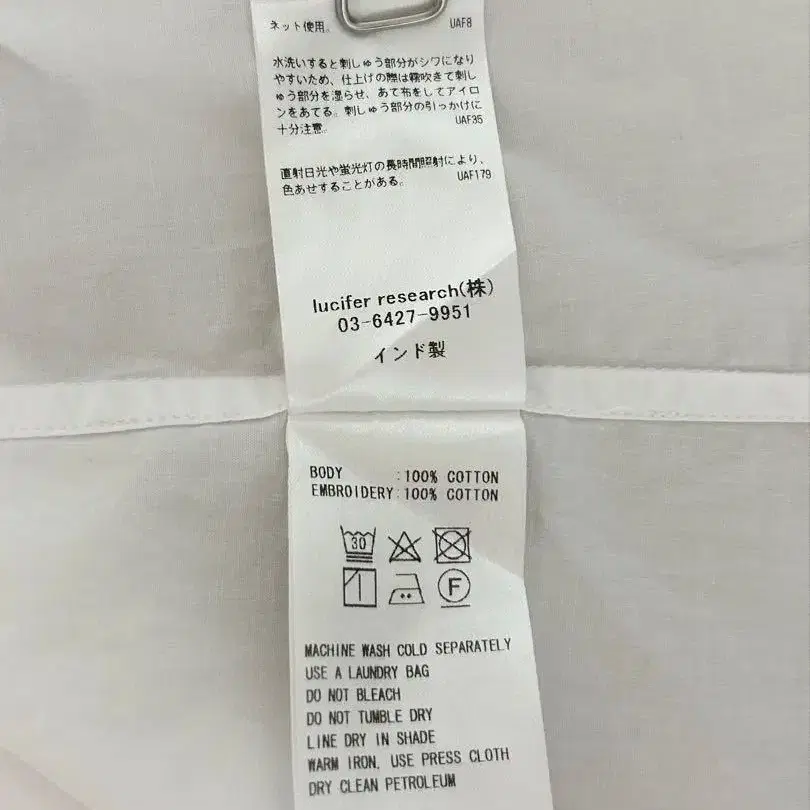 ネット使用。 UAF8
水洗いすると刺しゅう部分がシワになり
やすいため、仕上げの際は霧吹きで刺し
ゅう部分を湿らせ、あて布をしてアイロ
ンをあてる。刺しゅう部分の引っかけに
十分注意。 UAF35
直射日光や蛍光灯の長時間照射により、
色あせすることがある。 UAF179
lucifer research(株)
03-6427-9951
インド製
BODY :100% COTTON
EMBROIDERY:100% COTTON
30
F
MACHINE WASH COLD SEPARATELY
USE A LAUNDRY BAG
DO NOT BLEACH
DO NOT TUMBLE DRY
LINE DRY IN SHADE
WARM IRON, USE PRESS CLOTH
DRY CLEAN PETROLEUM